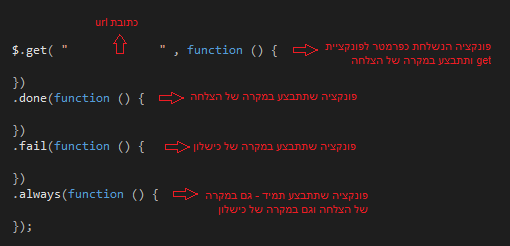 כתובת url
$.get( "             " , function () {
פונקציה הנשלחת כפרמטר לפונקציית
get ותתבצע במקרה של הצלחה
})
.done(function () {
פונקציה שתתבצע במקרה של הצלחה
})
.fail(function () {
פונקציה שתתבצע במקרה של כישלון
})
.always(function () {
פונקציה שתתבצע תמיד - גם במקרה
של הצלחה וגם במקרה של כישלון
});